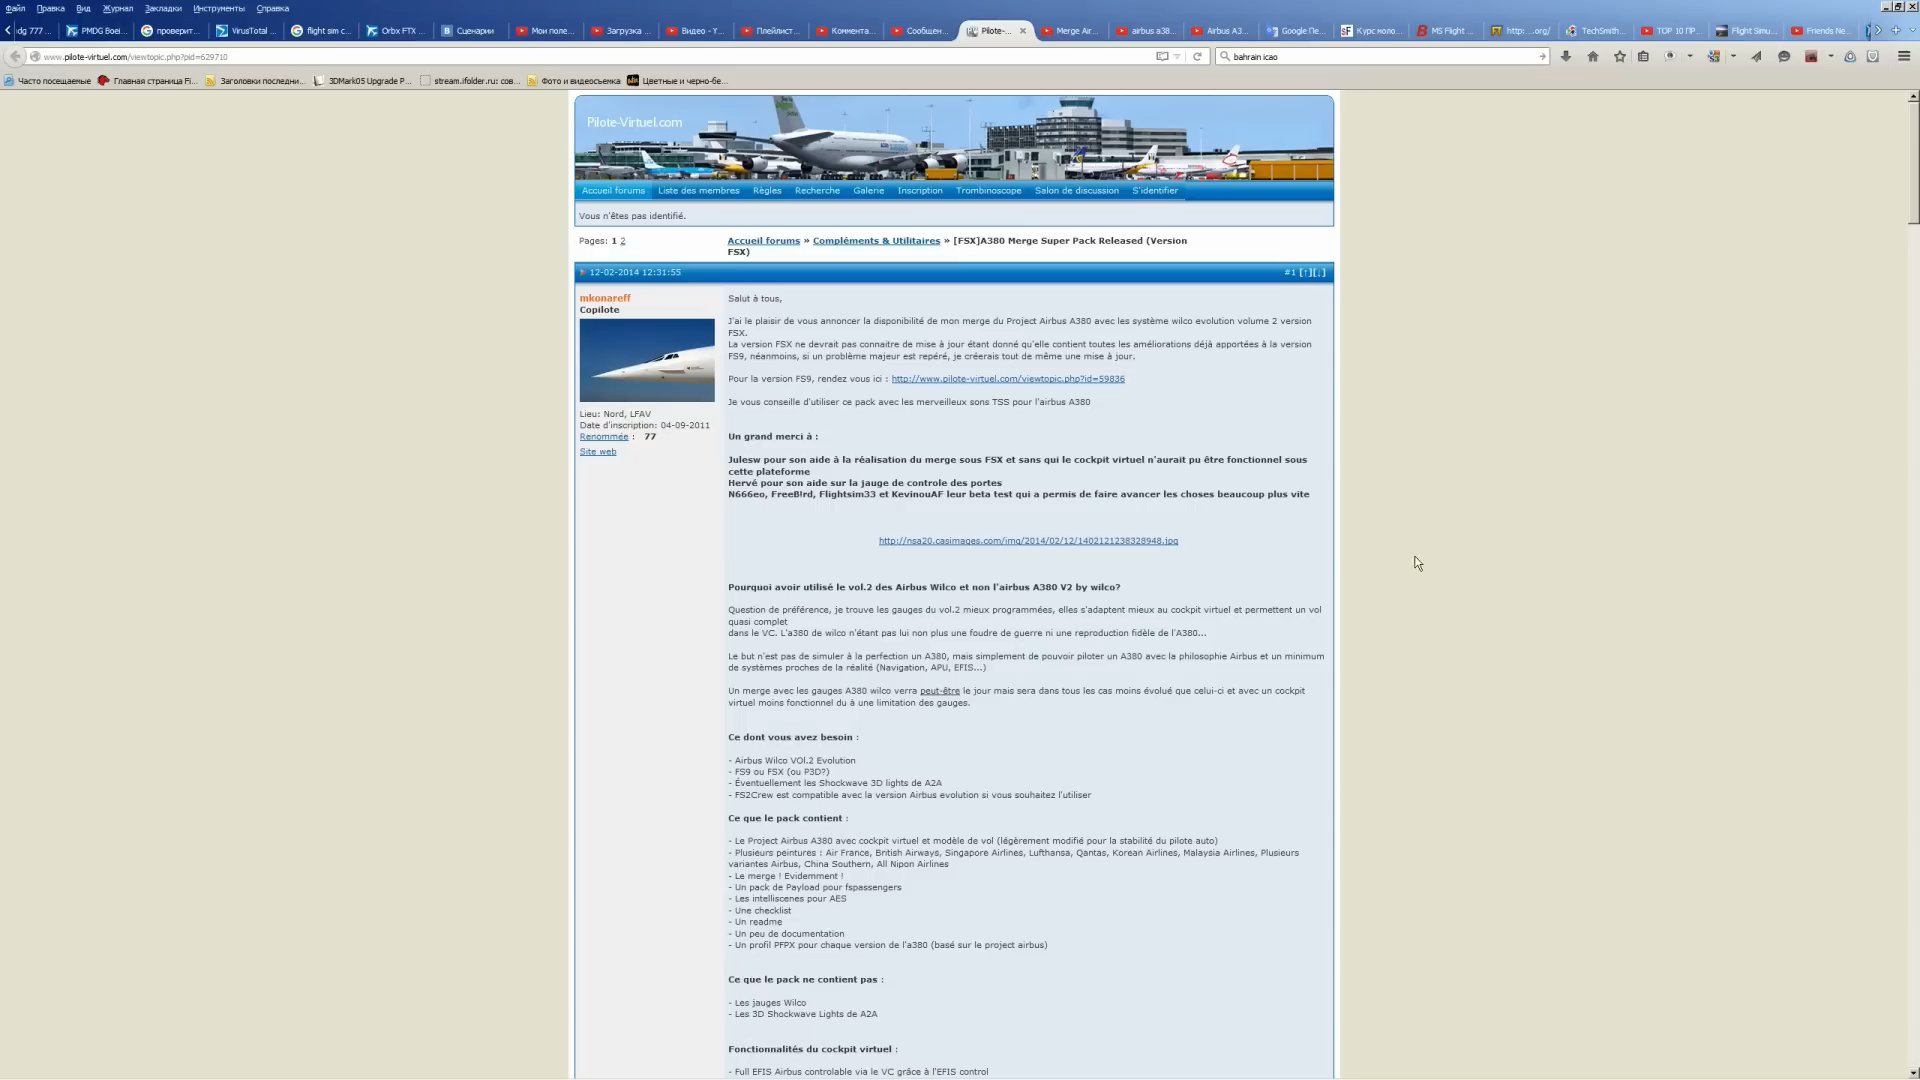 Файл Правка Вид Журнал Закладки Инструменты Справка
dg 777 ... PMDG Boei... проверит... VirusTotal ... flight sim c... Orbx FTX ... Сценарии Мои поле... Загрузка ... Видео - Y... Плейлист... Коммента... Сообщен... Pilote-... Merge Air... airbus a38... Airbus A3... Google Пе... Курс моло... MS Flight ... http:....org/ TechSmith... TOP 10 ПР... Flight Simu... Friends Ne...
www.pilote-virtuel.com/viewtopic.php?pid=629710 bahrain icao
Часто посещаемые Главная страница Fi... Заголовки последни... 3DMark05 Upgrade P... stream.ifolder.ru: сов... Фото и видеосъемка Цветные и черно-бе...
Pilote-Virtuel.com
Accueil forums Liste des membres Règles Recherche Galerie Inscription Trombinoscope Salon de discussion S'identifier
Vous n'êtes pas identifié.
Pages: 1 2 Accueil forums » Compléments & Utilitaires » [FSX]A380 Merge Super Pack Released (Version
FSX)
12-02-2014 12:31:55 #1 [↑][↓]
mkonareff
Copilote
Lieu: Nord, LFAV
Date d'inscription: 04-09-2011
Renommée : 77
Site web
Salut à tous,
J'ai le plaisir de vous annoncer la disponibilité de mon merge du Project Airbus A380 avec les système wilco evolution volume 2 version
FSX.
La version FSX ne devrait pas connaitre de mise à jour étant donné qu'elle contient toutes les améliorations déjà apportées à la version
FS9, néanmoins, si un problème majeur est repéré, je créerais tout de même une mise à jour.
Pour la version FS9, rendez vous ici : http://www.pilote-virtuel.com/viewtopic.php?id=59836
Je vous conseille d'utiliser ce pack avec les merveilleux sons TSS pour l'airbus A380
Un grand merci à :
Julesw pour son aide à la réalisation du merge sous FSX et sans qui le cockpit virtuel n'aurait pu être fonctionnel sous
cette plateforme
Hervé pour son aide sur la jauge de controle des portes
N666eo, FreeB!rd, Flightsim33 et KevinouAF leur beta test qui a permis de faire avancer les choses beaucoup plus vite
http://nsa20.casimages.com/img/2014/02/12/1402121238328948.jpg
Pourquoi avoir utilisé le vol.2 des Airbus Wilco et non l'airbus A380 V2 by wilco?
Question de préférence, je trouve les gauges du vol.2 mieux programmées, elles s'adaptent mieux au cockpit virtuel et permettent un vol
quasi complet
dans le VC. L'a380 de wilco n'étant pas lui non plus une foudre de guerre ni une reproduction fidèle de l'A380...
Le but n'est pas de simuler à la perfection un A380, mais simplement de pouvoir piloter un A380 avec la philosophie Airbus et un minimum
de systèmes proches de la réalité (Navigation, APU, EFIS...)
Un merge avec les gauges A380 wilco verra peut-être le jour mais sera dans tous les cas moins évolué que celui-ci et avec un cockpit
virtuel moins fonctionnel du à une limitation des gauges.
Ce dont vous avez besoin :
- Airbus Wilco VOl.2 Evolution
- FS9 ou FSX (ou P3D?)
- Éventuellement les Shockwave 3D lights de A2A
- FS2Crew est compatible avec la version Airbus evolution si vous souhaitez l'utiliser
Ce que le pack contient :
- Le Project Airbus A380 avec cockpit virtuel et modèle de vol (légèrement modifié pour la stabilité du pilote auto)
- Plusieurs peintures : Air France, British Airways, Singapore Airlines, Lufthansa, Qantas, Korean Airlines, Malaysia Airlines, Plusieurs
variantes Airbus, China Southern, All Nipon Airlines
- Le merge ! Evidemment !
- Un pack de Payload pour fspassengers
- Les intelliscenes pour AES
- Une checklist
- Un readme
- Un peu de documentation
- Un profil PFPX pour chaque version de l'a380 (basé sur le project airbus)
Ce que le pack ne contient pas :
- Les jauges Wilco
- Les 3D Shockwave Lights de A2A
Fonctionnalités du cockpit virtuel :
- Full EFIS Airbus controlable via le VC grâce à l'EFIS control